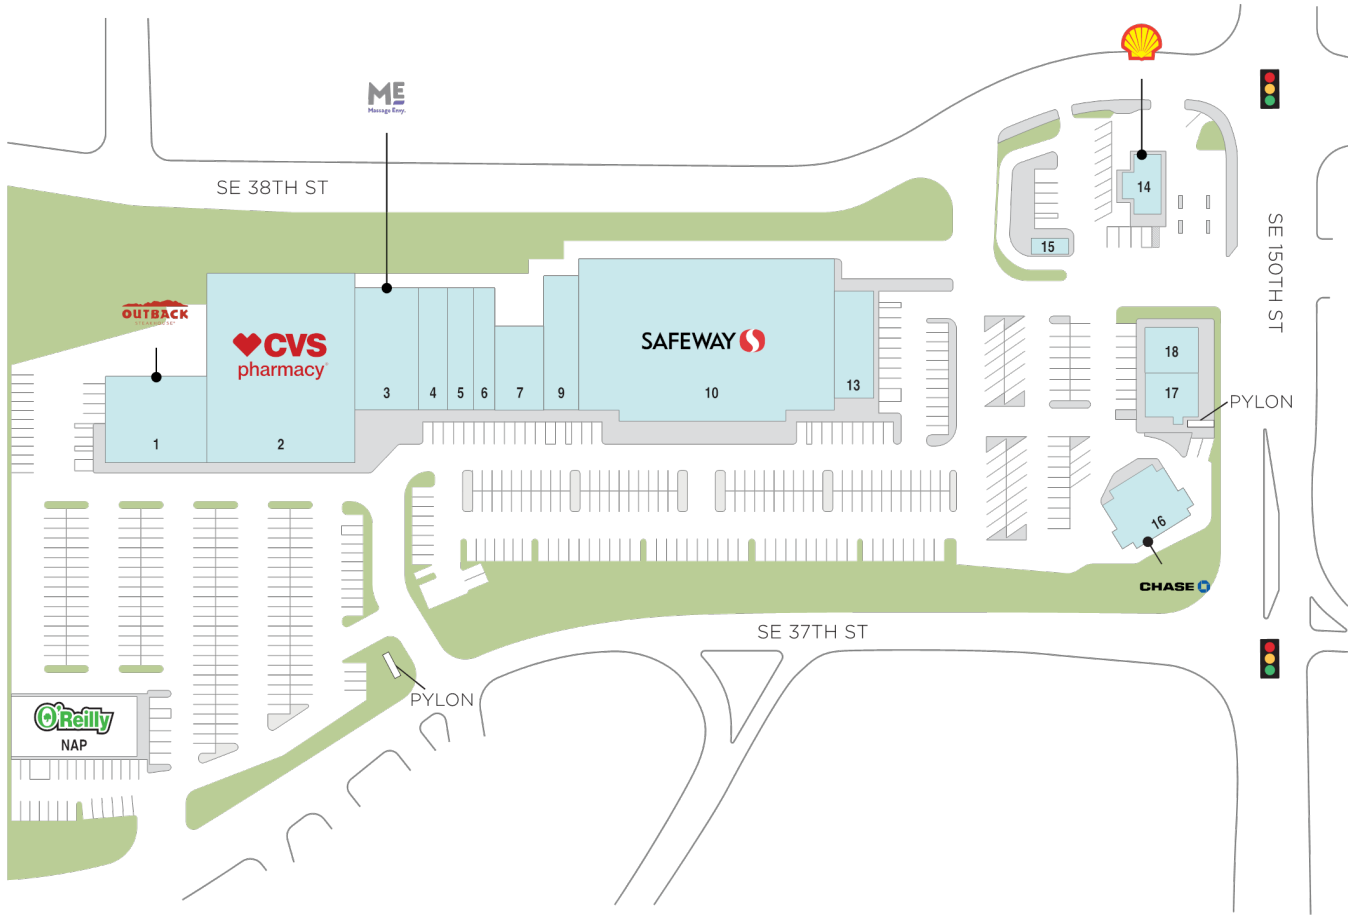 ME
Massage Envy.
SE 38TH ST
14
15
SE 150TH ST
OUTBACK
STEAKHOUSE®
CVS
pharmacy®
SAFEWAY
3
4
5
6
7
9
10
13
1
2
18
17
PYLON
16
CHASE
SE 37TH ST
PYLON
O'Reilly
NAP